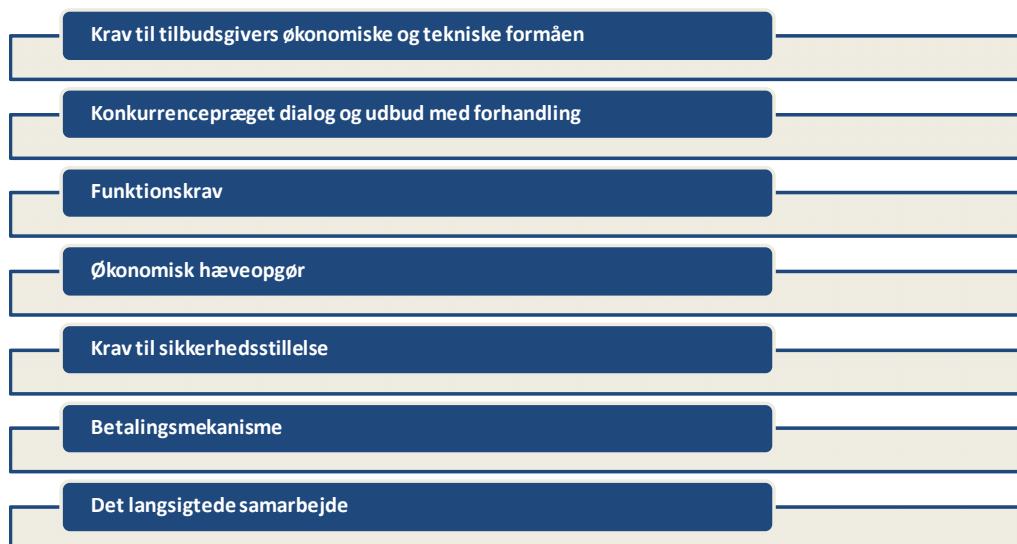 Krav til tilbudsgivers økonomiske og tekniske formåen
Konkurrencepræget dialog og udbud med forhandling
Funktionskrav
Økonomisk hæveopgør
Krav til sikkerhedsstillelse
Betalingsmekanisme
Det langsigtede samarbejde